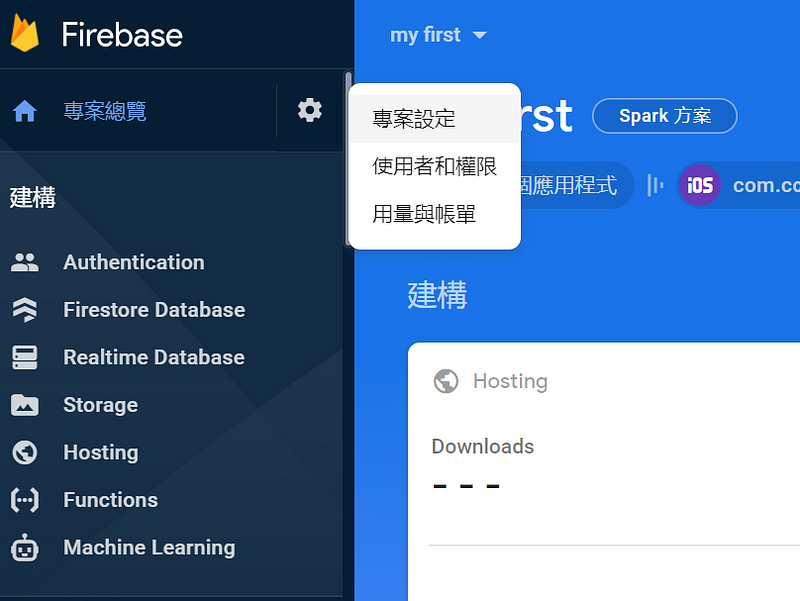 Firebase
專案總覽
建構
Authentication
Firestore Database
Realtime Database
Storage
Hosting
Functions
Machine Learning
專案設定
使用者和權限
用量與帳單
my first
rst
Spark 方案
個應用程式
iOS
com.co
建構
Hosting
Downloads
- - -